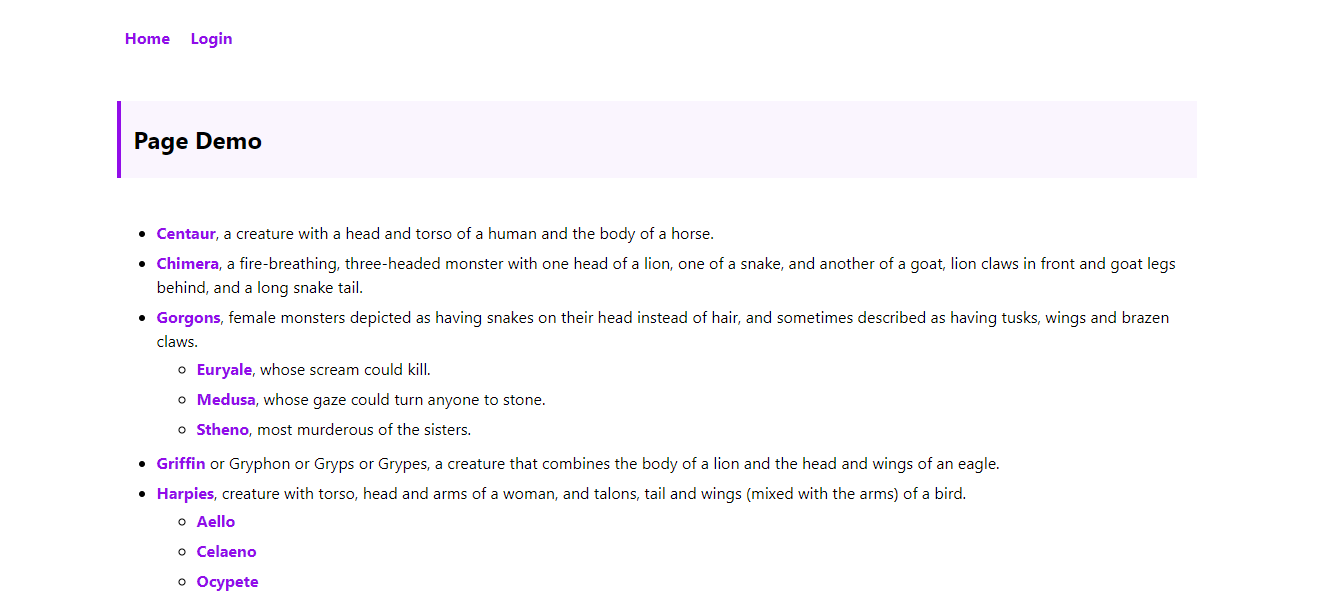 Home Login
Page Demo
Centaur, a creature with a head and torso of a human and the body of a horse.
Chimera, a fire-breathing, three-headed monster with one head of a lion, one of a snake, and another of a goat, lion claws in front and goat legs
behind, and a long snake tail.
Gorgons, female monsters depicted as having snakes on their head instead of hair, and sometimes described as having tusks, wings and brazen
claws.
Euryale, whose scream could kill.
Medusa, whose gaze could turn anyone to stone.
Stheno, most murderous of the sisters.
Griffin or Gryphon or Gryps or Grypes, a creature that combines the body of a lion and the head and wings of an eagle.
Harpies, creature with torso, head and arms of a woman, and talons, tail and wings (mixed with the arms) of a bird.
Aello
Celaeno
Ocypete